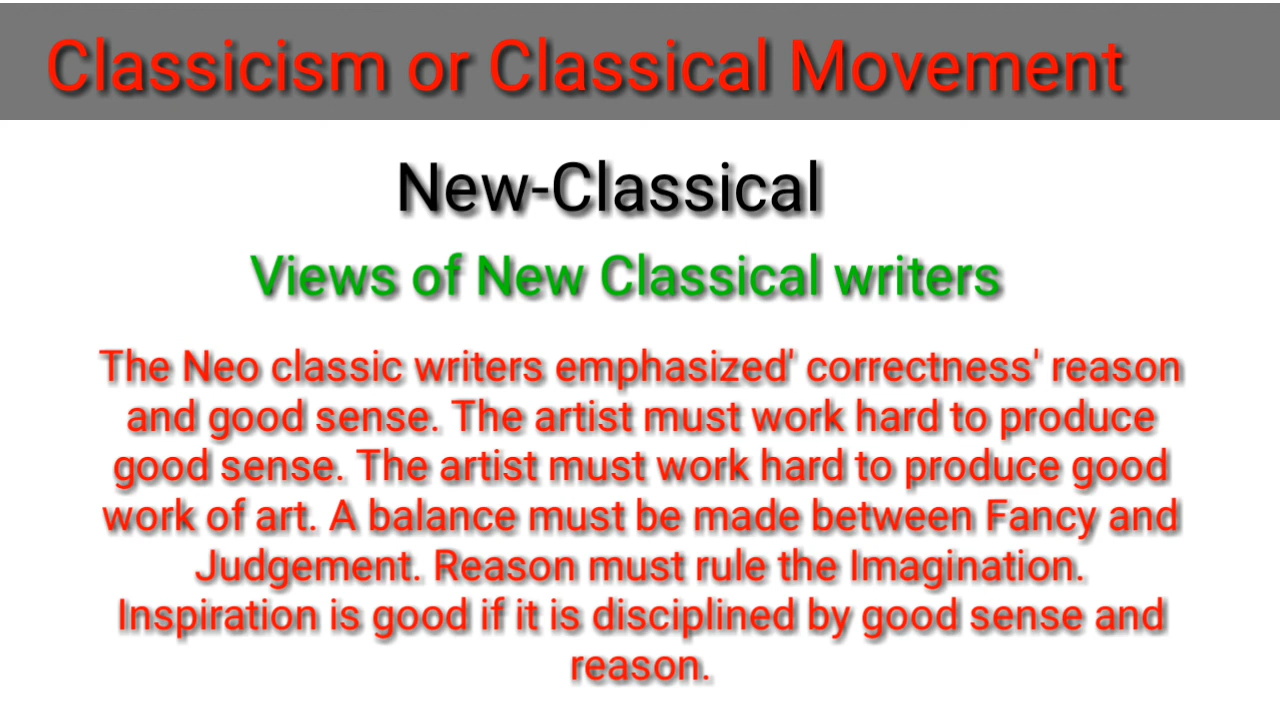 Classicism or Classical Movement
New-Classical
Views of New Classical writers
The Neo classic writers emphasized' correctness' reason
and good sense. The artist must work hard to produce
good sense. The artist must work hard to produce good
work of art. A balance must be made between Fancy and
Judgement. Reason must rule the Imagination.
Inspiration is good if it is disciplined by good sense and
reason.